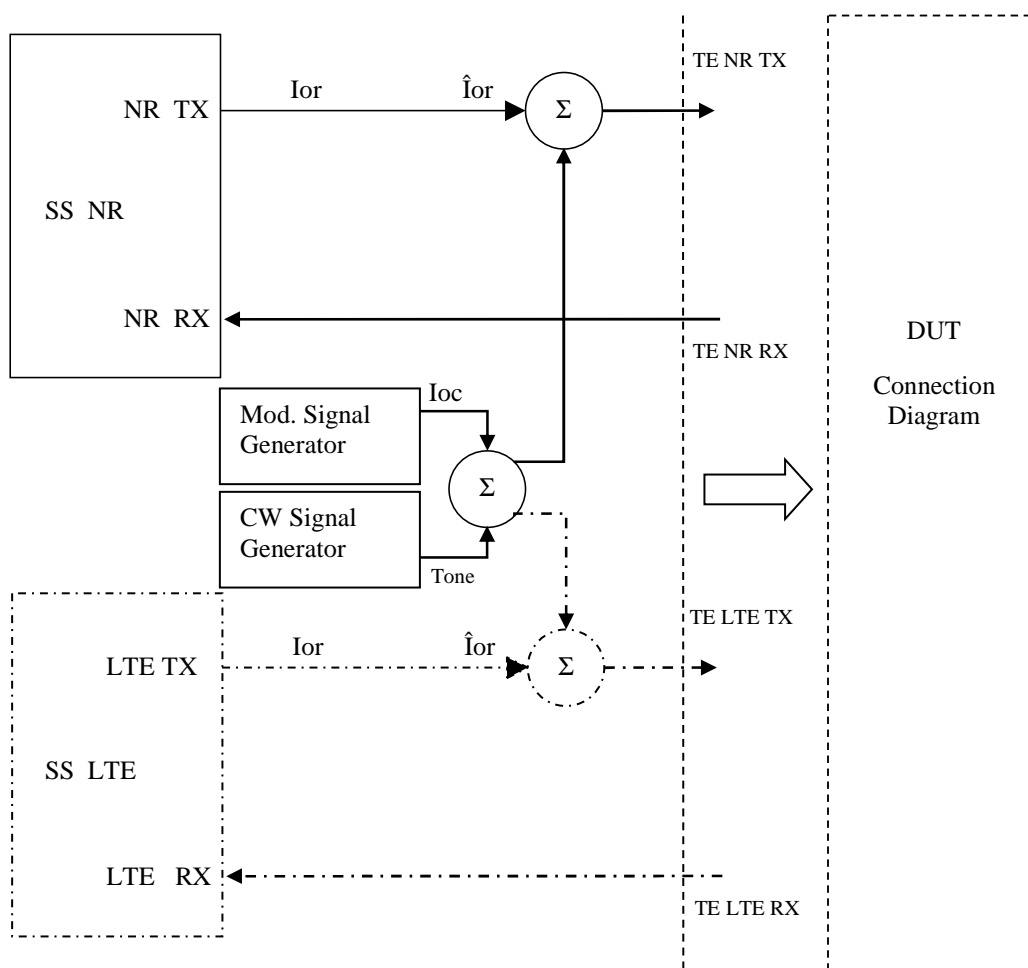 TE NR TX
Ior
Îor
NR TX
Σ
SS NR
NR RX
TE NR RX
DUT
Connection
Diagram
Ioc
Mod. Signal
Generator
Σ
CW Signal
Generator
Tone
TE LTE TX
Ior
Îor
LTE TX
Σ
SS LTE
LTE RX
TE LTE RX